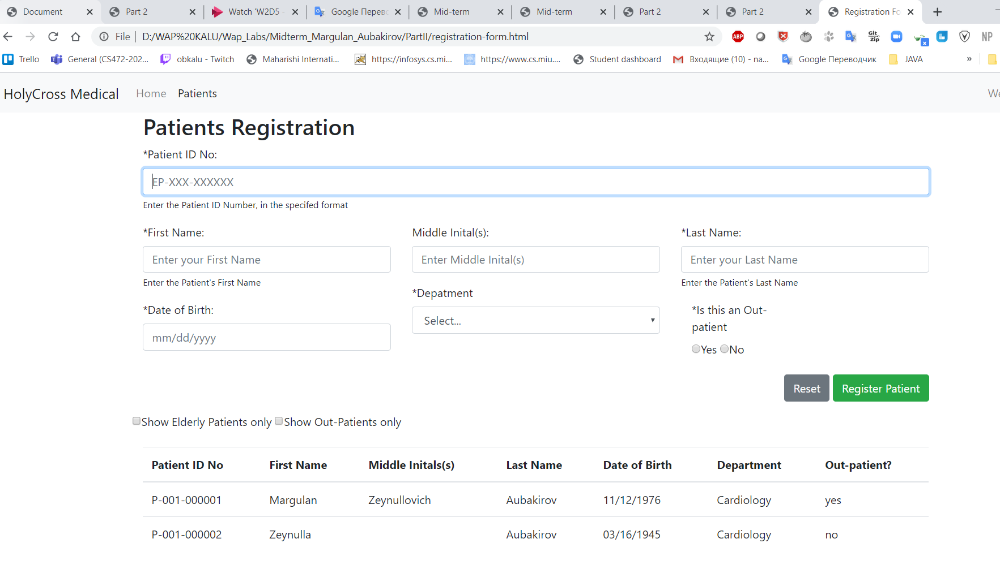 Document Part 2 Watch 'W2D5 - Google Перево Mid-term Mid-term Part 2 Part 2 Registration Fo
File D:/WAP%20KALU/Wap_Labs/Midterm_Margulan_Aubakirov/PartII/registration-form.html ABP Git zip x NP
Trello General (CS472-202... obkalu - Twitch Maharishi Internati... https://infosys.cs.mi... https://www.cs.miu.... Student dashboard Входящие (10) - na... Google Переводчик JAVA »
HolyCross Medical Home Patients We
Patients Registration
*Patient ID No:
EP-XXX-XXXXXX
Enter the Patient ID Number, in the specifed format
*First Name: Middle Inital(s): *Last Name:
Enter your First Name Enter Middle Inital(s) Enter your Last Name
Enter the Patient's First Name Enter the Patient's Last Name
*Depatment
*Date of Birth: *Is this an Out-
Select... patient
mm/dd/yyyy
Yes No
Reset Register Patient
Show Elderly Patients only Show Out-Patients only
Patient ID No First Name Middle Initals(s) Last Name Date of Birth Department Out-patient?
P-001-000001 Margulan Zeynullovich Aubakirov 11/12/1976 Cardiology yes
P-001-000002 Zeynulla Aubakirov 03/16/1945 Cardiology no